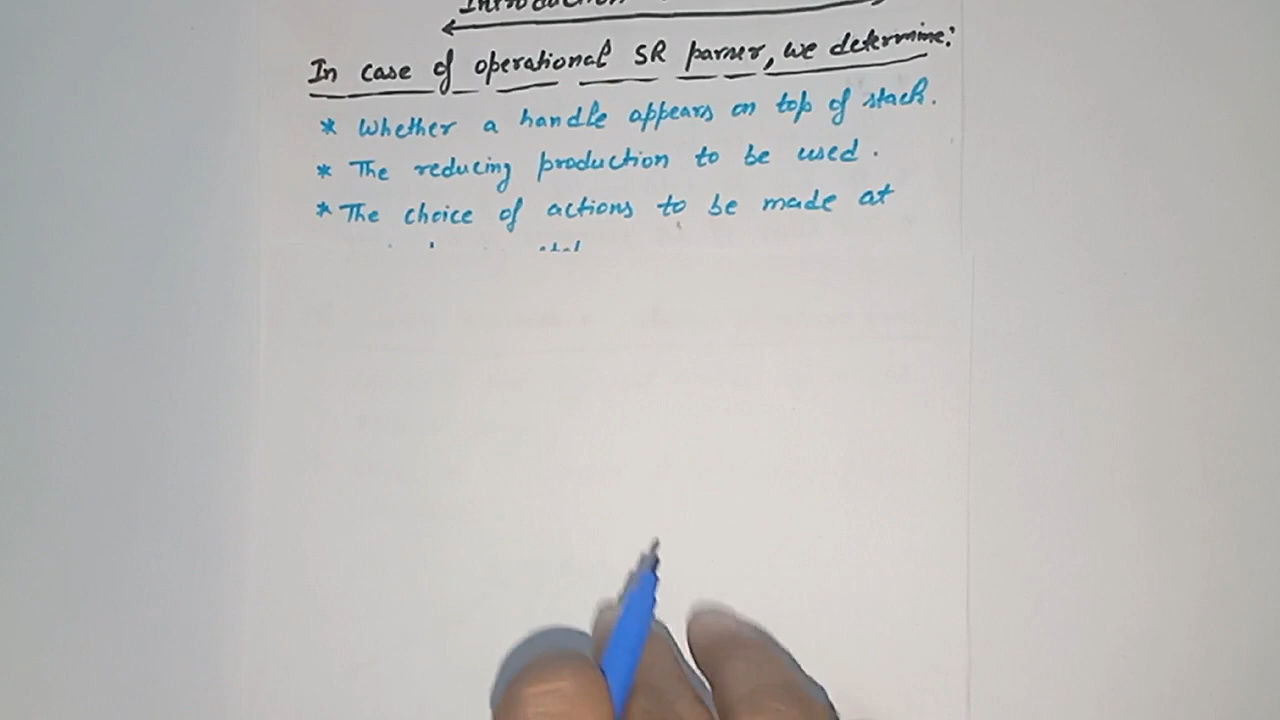 Introduction
In case of operational SR parser, we determine:
* Whether a handle appears on top of stack.
* The reducing production to be used.
* The choice of actions to be made at